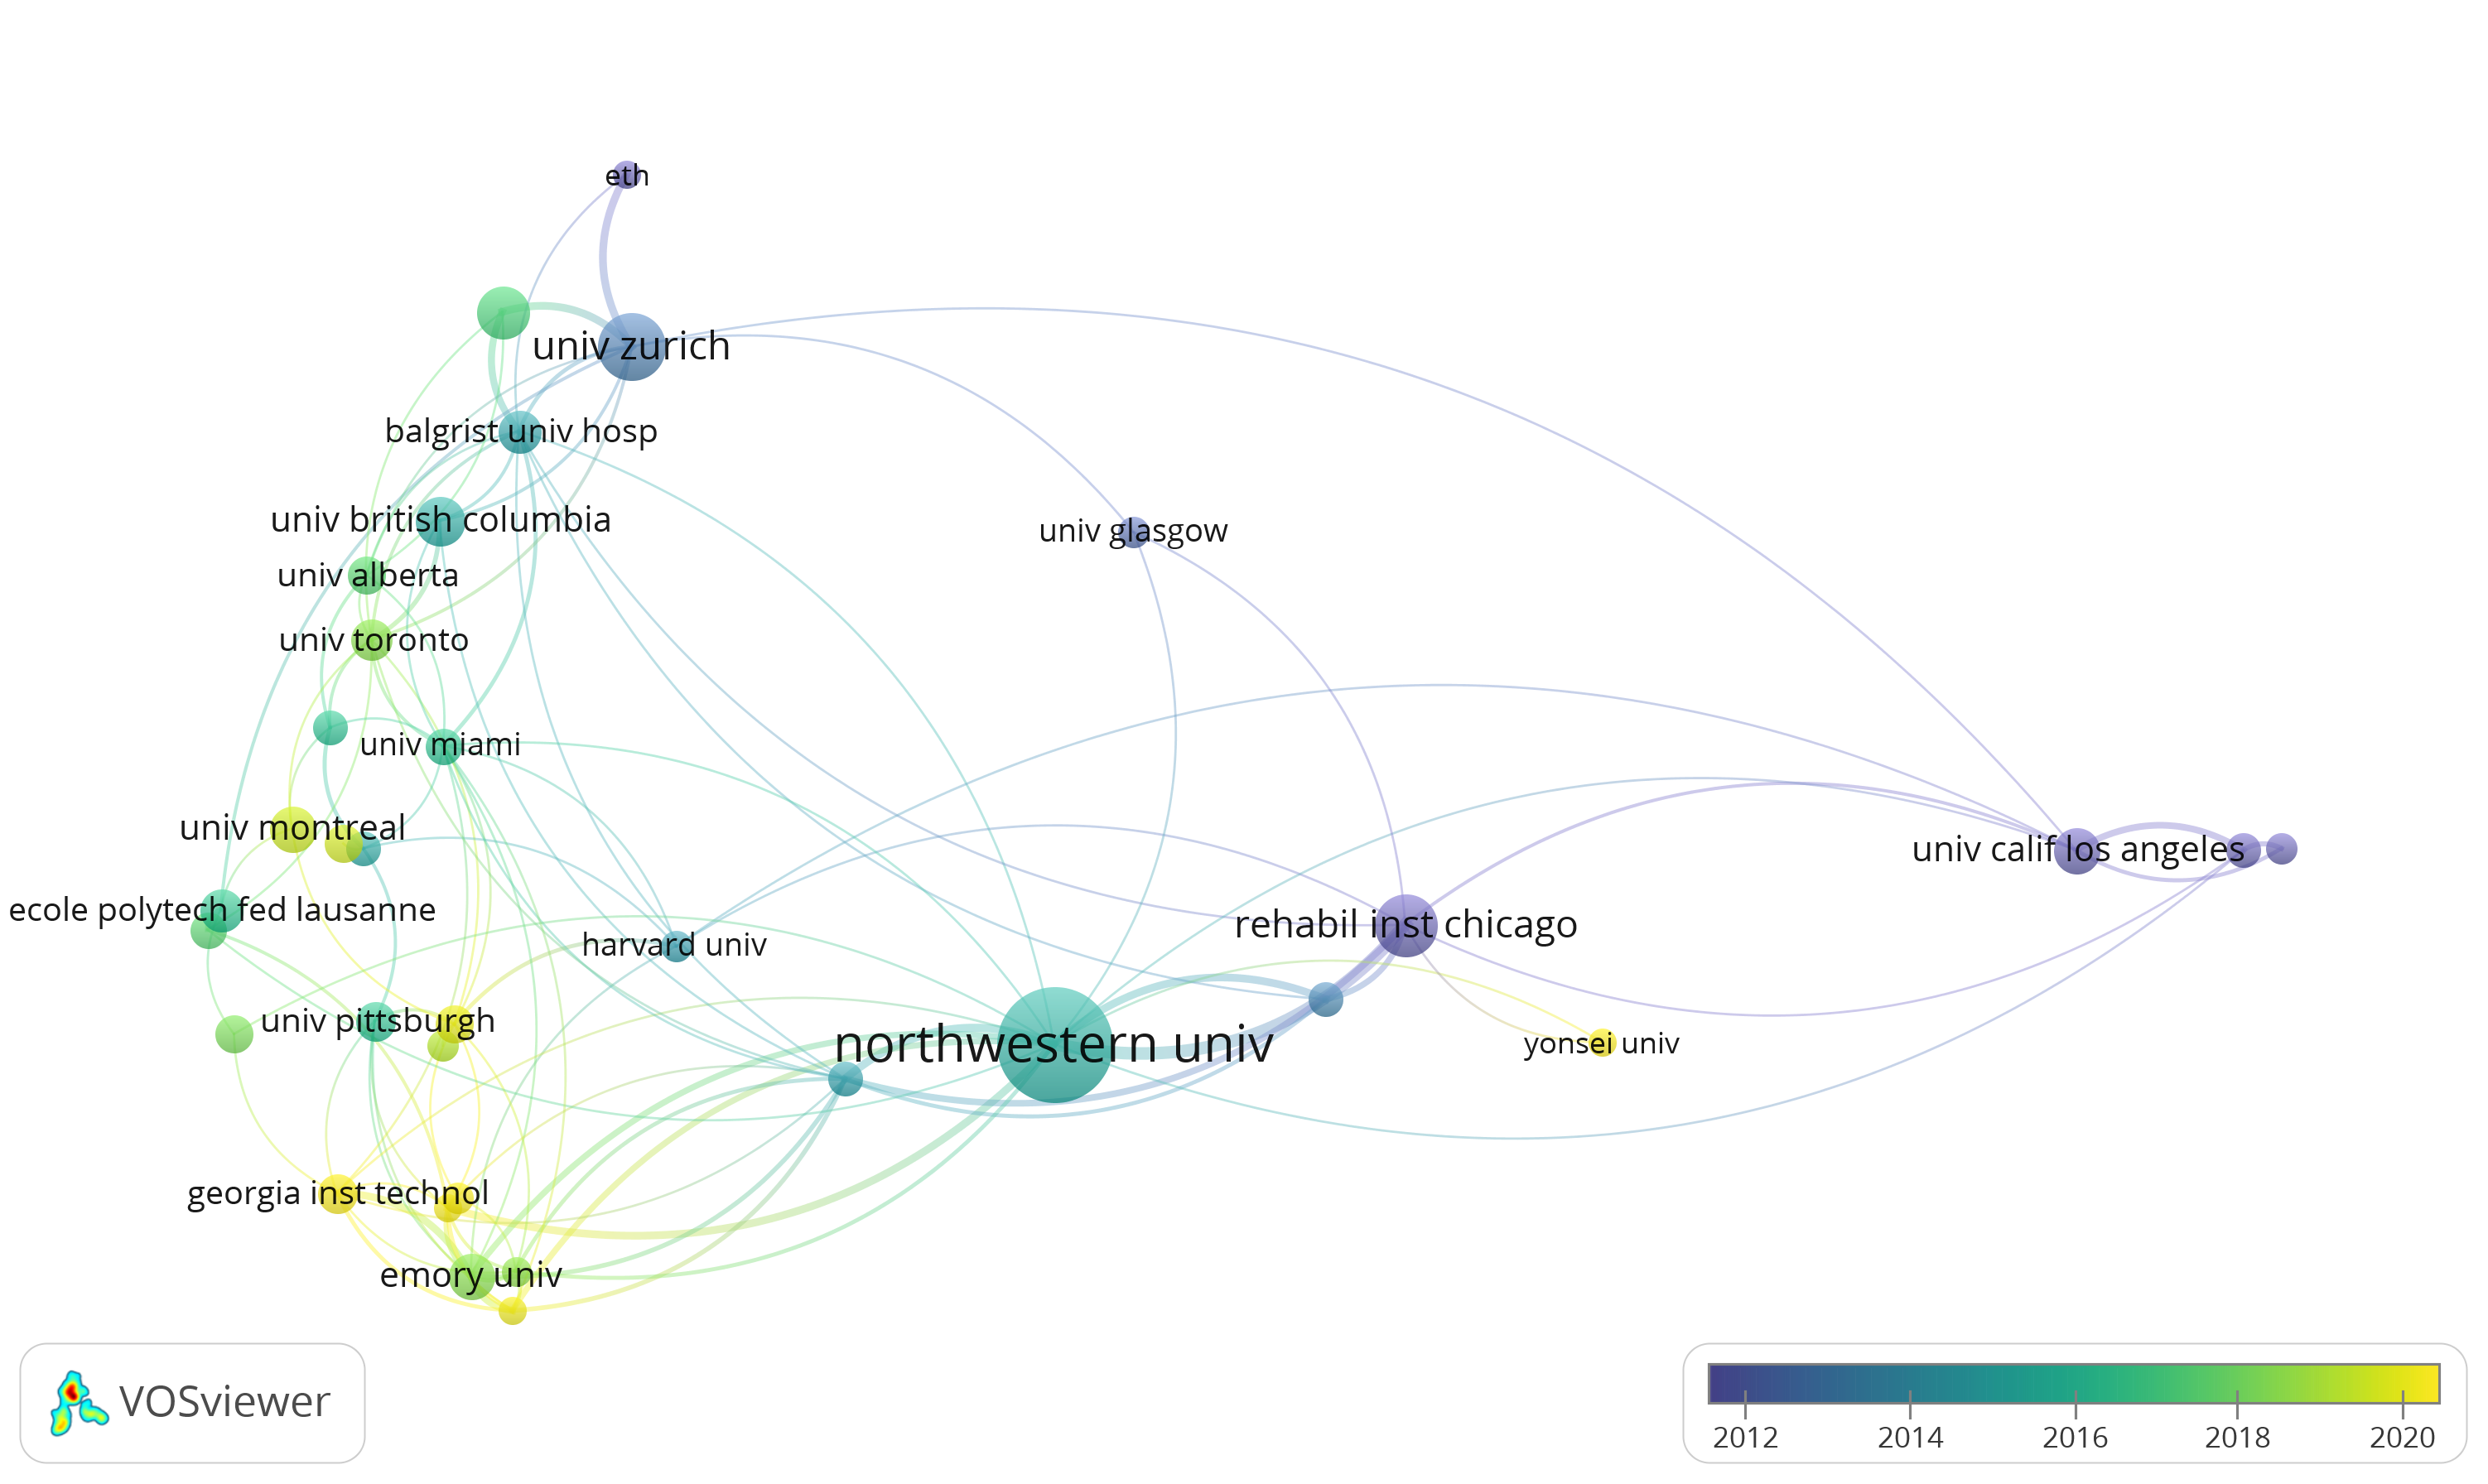 eth
univ zurich
balgrist univ hosp
univ british columbia
univ glasgow
univ alberta
univ toronto
univ miami
univ montreal
univ calif los angeles
ecole polytech fed lausanne
rehabil inst chicago
harvard univ
univ pittsburgh
northwestern univ
yonsei univ
georgia inst technol
emory univ
VOSviewer
2012 2014 2016 2018 2020